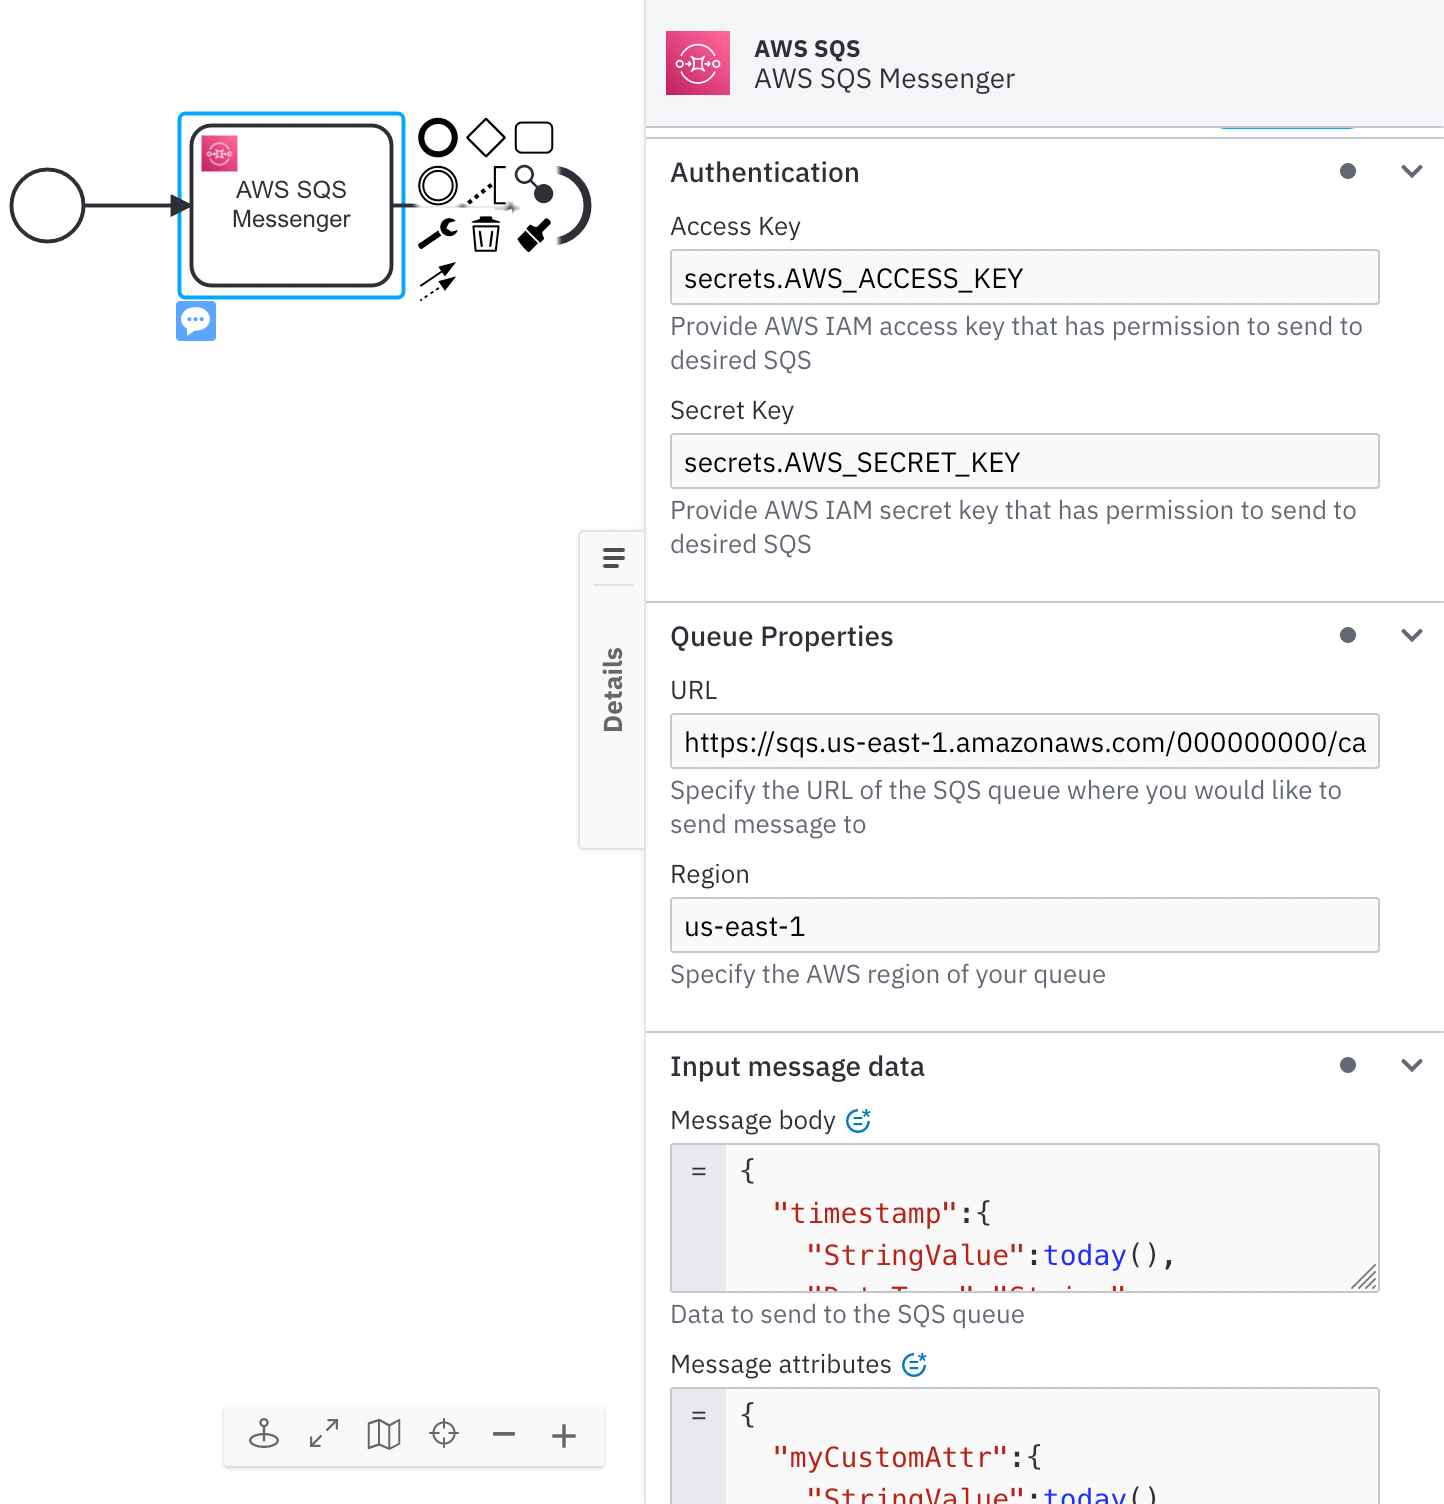 AWS SQS
Messenger
Details
AWS SQS
AWS SQS Messenger
Authentication
Access Key
secrets.AWS_ACCESS_KEY
Provide AWS IAM access key that has permission to send to
desired SQS
Secret Key
secrets.AWS_SECRET_KEY
Provide AWS IAM secret key that has permission to send to
desired SQS
Queue Properties
URL
https://sqs.us-east-1.amazonaws.com/000000000/ca
Specify the URL of the SQS queue where you would like to
send message to
Region
us-east-1
Specify the AWS region of your queue
Input message data
Message body
= {
"timestamp":{
"StringValue":today(),
Data to send to the SQS queue
Message attributes
= {
"myCustomAttr":{
"StringValue":today()